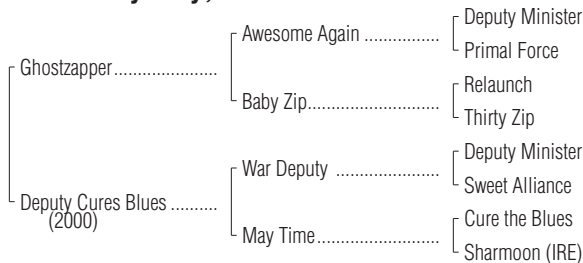 Deputy Minister
Awesome Again ................
Primal Force
Ghostzapper.....................
Relaunch
Baby Zip...........................
Thirty Zip
Deputy Minister
War Deputy .....................
Sweet Alliance
Deputy Cures Blues ..........
(2000)
Cure the Blues
May Time.........................
Sharmoon (IRE)